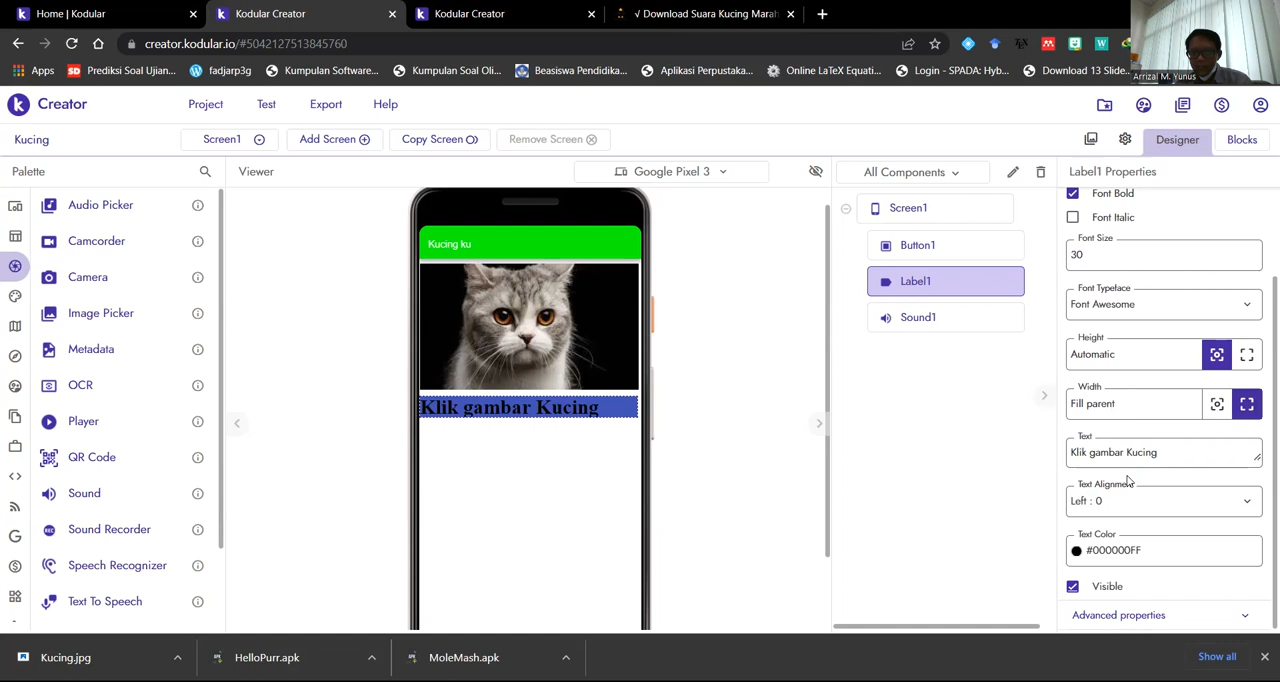 Home | Kodular
Kodular Creator
Kodular Creator
√ Download Suara Kucing Marah
creator.kodular.io/#5042127513845760
Apps
Prediksi Soal Ujian...
fadjarp3g
Kumpulan Software...
Kumpulan Soal Oli...
Beasiswa Pendidika...
Aplikasi Perpustaka...
Online LaTeX Equati...
Login - SPADA: Hyb...
Download 13 Slide...
Arrizal M. Yunus
Creator
Project
Test
Export
Help
Kucing
Screen1
Add Screen
Copy Screen
Remove Screen
Designer
Blocks
Palette
Viewer
Google Pixel 3
All Components
Label1 Properties
Audio Picker
Camcorder
Camera
Image Picker
Metadata
OCR
Player
QR Code
Sound
Sound Recorder
Speech Recognizer
Text To Speech
Kucing ku
Klik gambar Kucing
Screen1
Button1
Label1
Sound1
Font Bold
Font Italic
Font Size
30
Font Typeface
Font Awesome
Height
Automatic
Width
Fill parent
Text
Klik gambar Kucing
Text Alignment
Left : 0
Text Color
#000000FF
Visible
Advanced properties
Kucing.jpg
HelloPurr.apk
MoleMash.apk
Show all